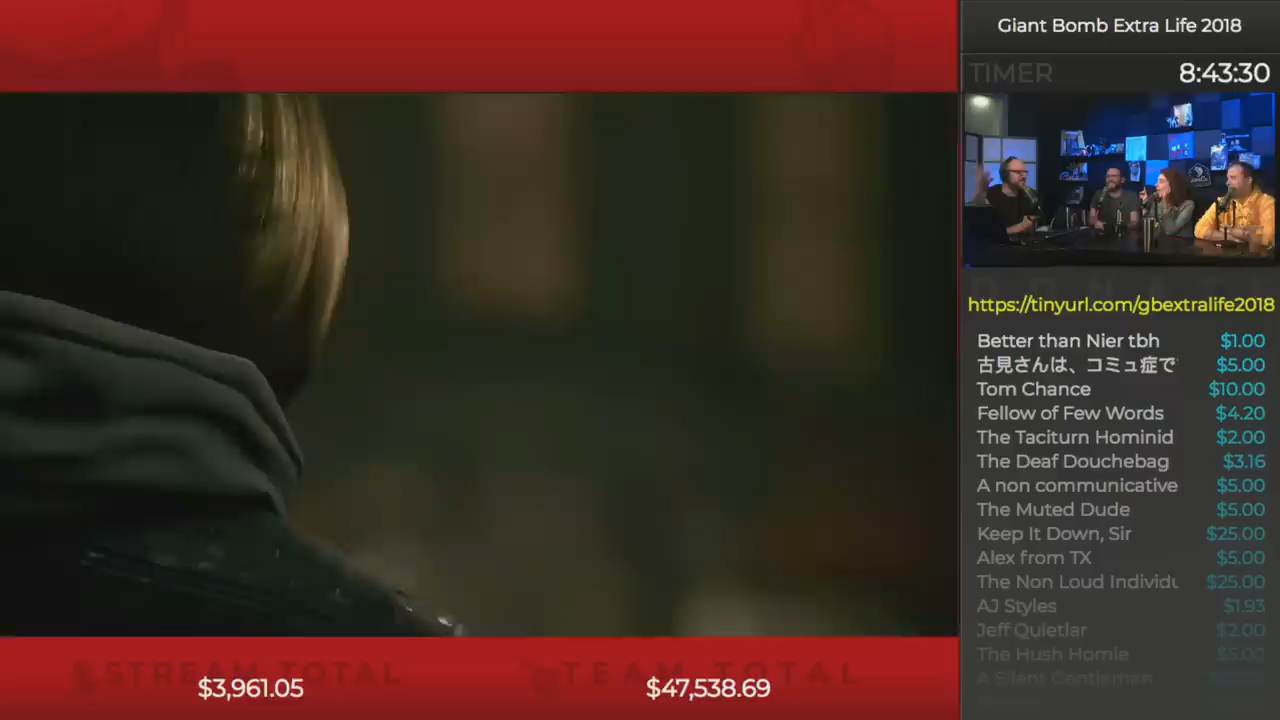 Giant Bomb Extra Life 2018
TIMER 8:43:30
https://tinyurl.com/gbextralife2018
Better than Nier tbh $1.00
古見さんは、コミュ症で $5.00
Tom Chance $10.00
Fellow of Few Words $4.20
The Taciturn Hominid $2.00
The Deaf Douchebag $3.16
A non communicative $5.00
The Muted Dude $5.00
Keep It Down, Sir $25.00
Alex from TX $5.00
The Non Loud Individu $25.00
AJ Styles $1.93
Jeff Quietlar $2.00
The Hush Homie $5.00
A Silent Gentleman
STREAM TOTAL TEAM TOTAL
$3,961.05 $47,538.69